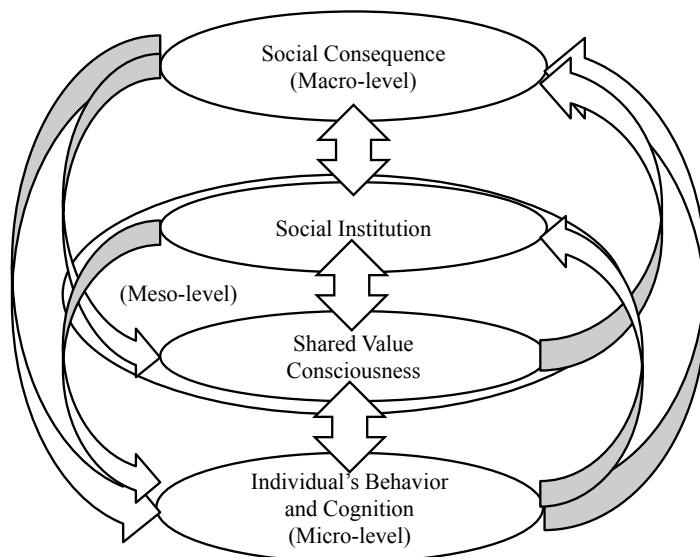 Social Consequence
(Macro-level)
Social Institution
(Meso-level)
Shared Value
Consciousness
Individual’s Behavior
and Cognition
(Micro-level)